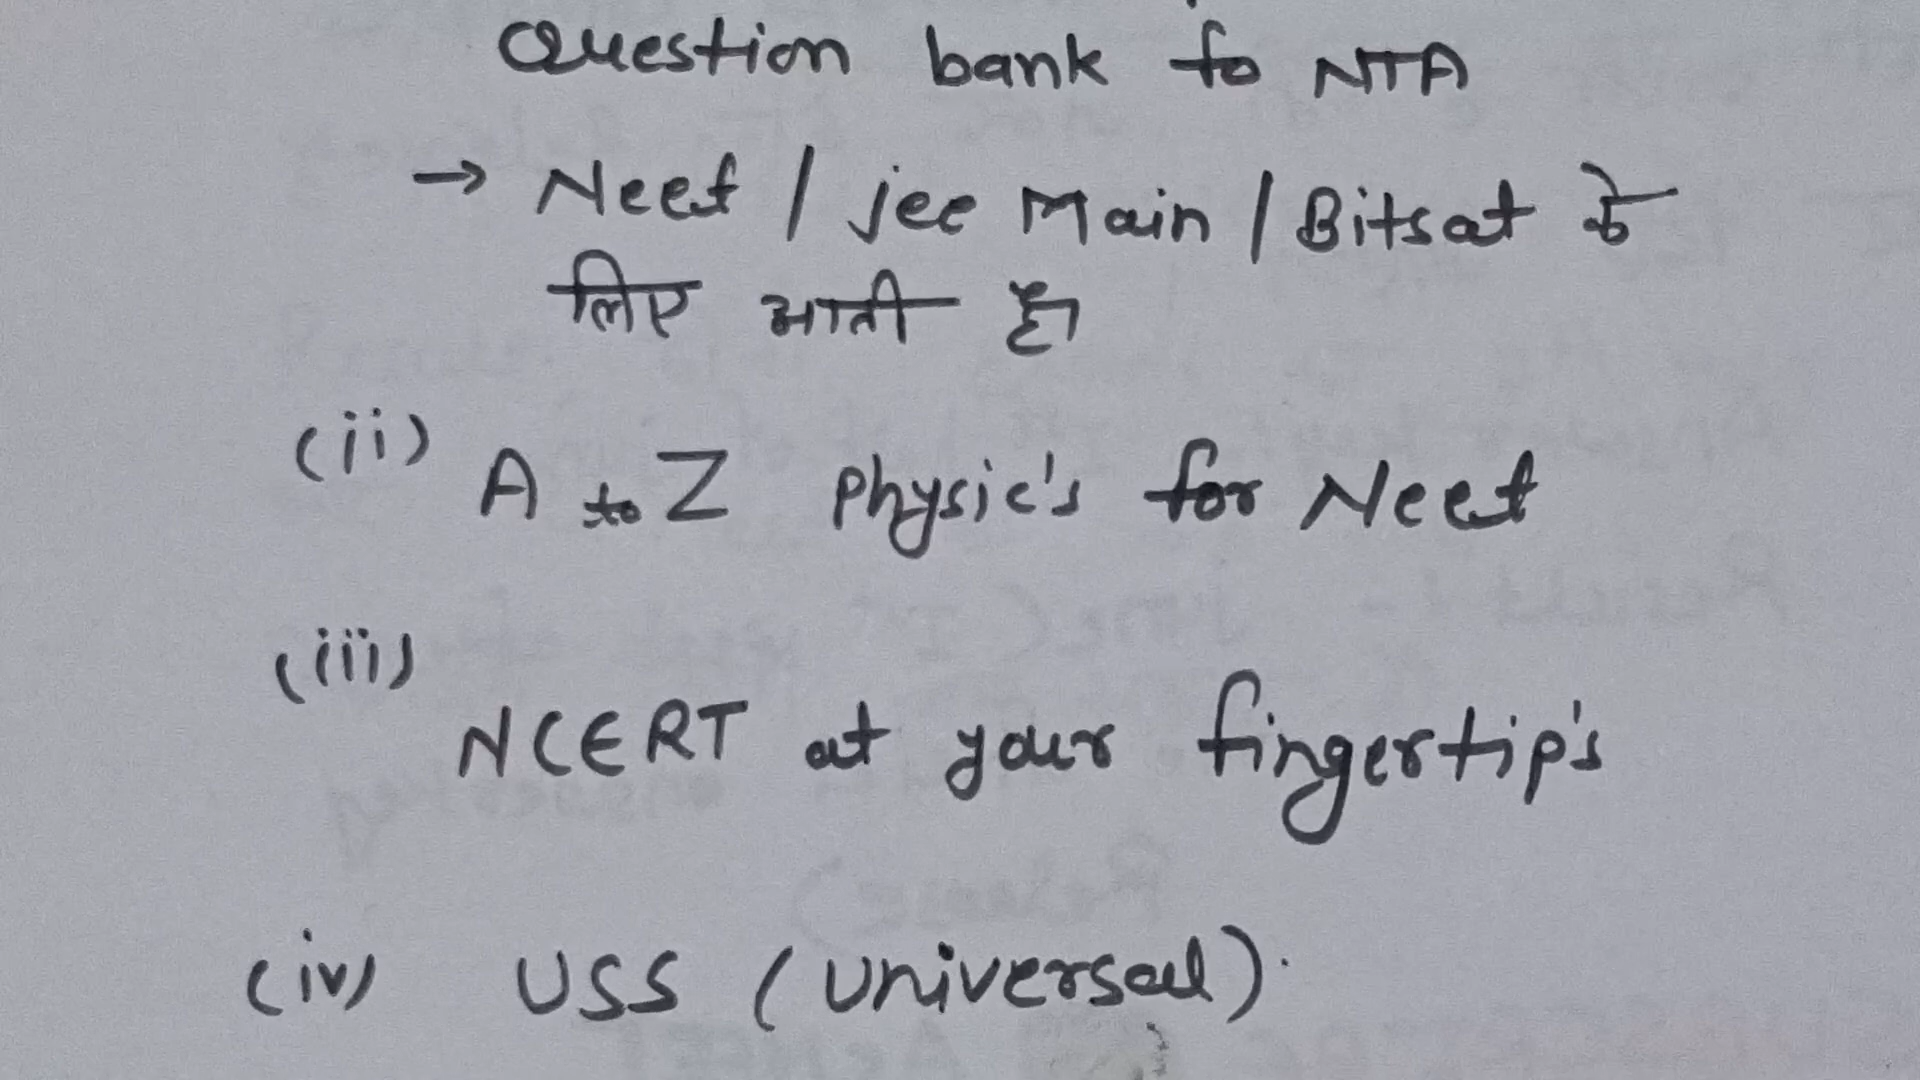 Question bank fo NTA
→ Neet / jee Main / Bitsat के
लिए आती है।
(ii) A to Z Physic's for Neet
(iii) NCERT at your fingertip's
(iv) USS (Universal).